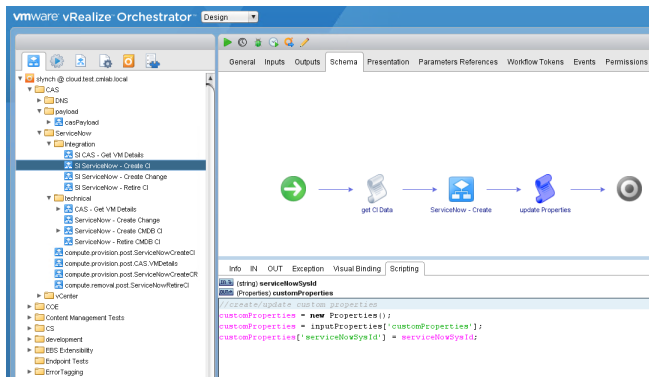 vmware vRealize Orchestrator
Design
General Inputs Outputs Schema Presentation Parameters References Workflow Tokens Events Permissions
sfynch @ cloud.test.cmlab.local
CAS
DNS
payload
casPayload
ServiceNow
Integration
SI CAS - Get VM Details
SI ServiceNow - Create CI
SI ServiceNow - Create Change
SI ServiceNow - Retire CI
technical
CAS - Get VM Details
ServiceNow - Create Change
ServiceNow - Create CMDB CI
ServiceNow - Retire CMDB CI
compute.provision.post.ServiceNowCreateCI
compute.provision.post.CAS.VMDetails
compute.provision.post.ServiceNowCreateCR
compute.removal.post.ServiceNowRetireCI
vCenter
COE
Content Management Tests
CS
development
EBS Extensibility
Endpoint Tests
ErrorTagging
get CI Data ServiceNow - Create update Properties
Info IN OUT Exception Visual Binding Scripting
(string) serviceNowSysId
(Properties) customProperties
//create/update custom properties
customProperties = new Properties();
customProperties = inputProperties['customProperties'];
customProperties['serviceNowSysId'] = serviceNowSysId;